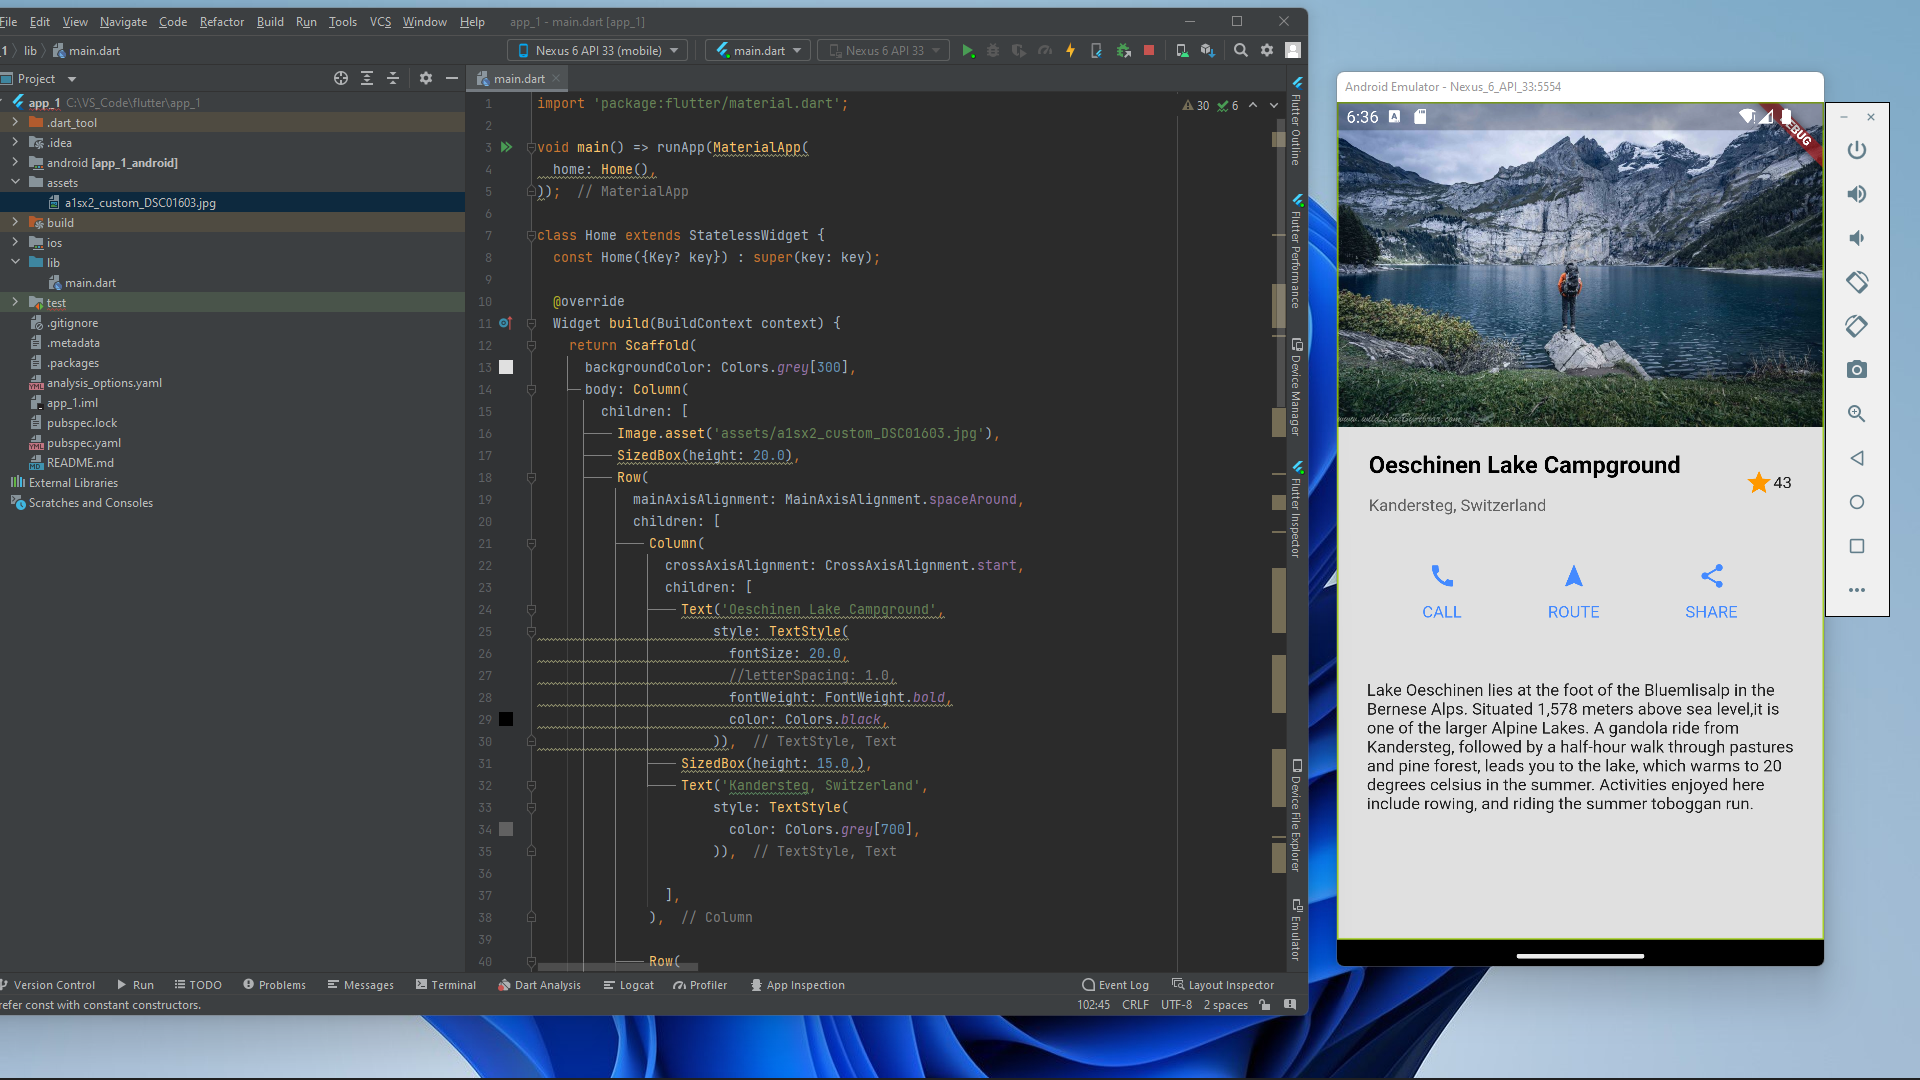 File Edit View Navigate Code Refactor Build Run Tools VCS Window Help app_1 - main.dart [app_1]
1 lib main.dart
Nexus 6 API 33 (mobile) main.dart Nexus 6 API 33
Project
main.dart
app_1 C:\VS_Code\flutter\app_1
.dart_tool
.idea
android [app_1_android]
assets
a1sx2_custom_DSC01603.jpg
build
ios
lib
main.dart
test
.gitignore
.metadata
.packages
analysis_options.yaml
app_1.iml
pubspec.lock
pubspec.yaml
README.md
External Libraries
Scratches and Consoles
30 6
1 import 'package:flutter/material.dart';
2
3 void main() => runApp(MaterialApp(
4 home: Home(),
5 )); // MaterialApp
6
7 class Home extends StatelessWidget {
8 const Home({Key? key}) : super(key: key);
9
10 @override
11 Widget build(BuildContext context) {
12 return Scaffold(
13 backgroundColor: Colors.grey[300],
14 body: Column(
15 children: [
16 Image.asset('assets/a1sx2_custom_DSC01603.jpg'),
17 SizedBox(height: 20.0),
18 Row(
19 mainAxisAlignment: MainAxisAlignment.spaceAround,
20 children: [
21 Column(
22 crossAxisAlignment: CrossAxisAlignment.start,
23 children: [
24 Text('Oeschinen Lake Campground',
25 style: TextStyle(
26 fontSize: 20.0,
27 //letterSpacing: 1.0,
28 fontWeight: FontWeight.bold,
29 color: Colors.black,
30 )), // TextStyle, Text
31 SizedBox(height: 15.0,),
32 Text('Kandersteg, Switzerland',
33 style: TextStyle(
34 color: Colors.grey[700],
35 )), // TextStyle, Text
36
37 ],
38 ), // Column
39
40 Row(
Flutter Outline
Flutter Performance
Device Manager
Flutter Inspector
Device File Explorer
Emulator
Version Control Run TODO Problems Messages Terminal Dart Analysis Logcat Profiler App Inspection Event Log Layout Inspector
refer const with constant constructors. 102:45 CRLF UTF-8 2 spaces
Android Emulator - Nexus_6_API_33:5554
6:36 A
DEBUG
Oeschinen Lake Campground
43
Kandersteg, Switzerland
CALL ROUTE SHARE
Lake Oeschinen lies at the foot of the Bluemlisalp in the
Bernese Alps. Situated 1,578 meters above sea level,it is
one of the larger Alpine Lakes. A gandola ride from
Kandersteg, followed by a half-hour walk through pastures
and pine forest, leads you to the lake, which warms to 20
degrees celsius in the summer. Activities enjoyed here
include rowing, and riding the summer toboggan run.